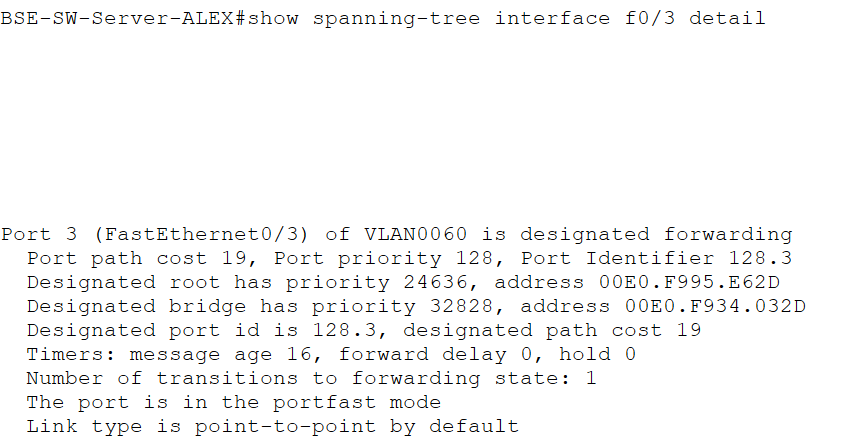 BSE-SW-Server-ALEX#show spanning-tree interface f0/3 detail
Port 3 (FastEthernet0/3) of VLAN0060 is designated forwarding
Port path cost 19, Port priority 128, Port Identifier 128.3
Designated root has priority 24636, address 00E0.F995.E62D
Designated bridge has priority 32828, address 00E0.F934.032D
Designated port id is 128.3, designated path cost 19
Timers: message age 16, forward delay 0, hold 0
Number of transitions to forwarding state: 1
The port is in the portfast mode
Link type is point-to-point by default